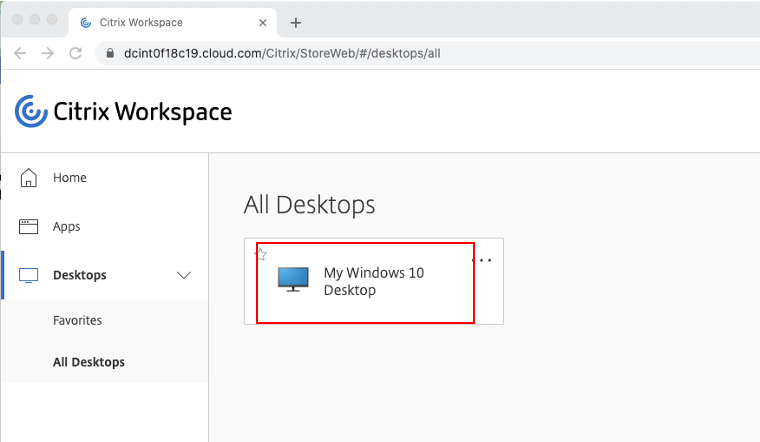 Citrix Workspace
dcint0f18c19.cloud.com/Citrix/StoreWeb/#/desktops/all
Citrix Workspace
Home
Apps
Desktops
Favorites
All Desktops
All Desktops
My Windows 10
Desktop